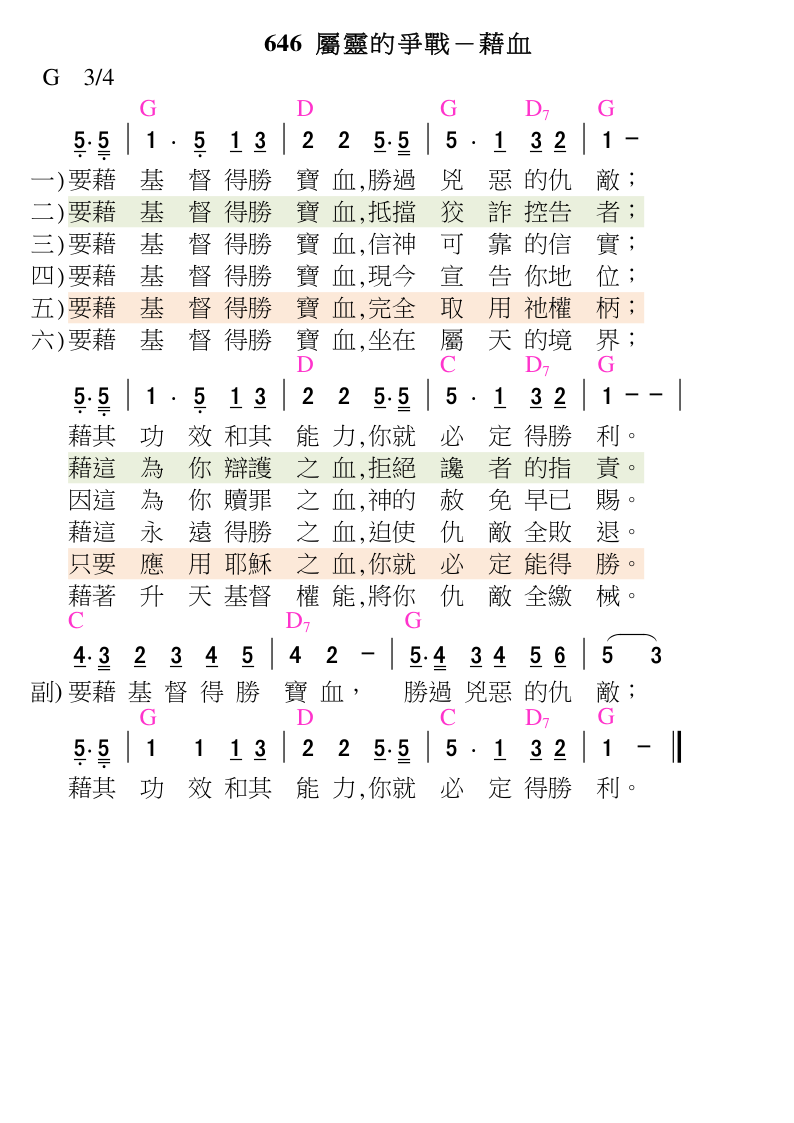 646 屬靈的爭戰－藉血
G 3/4
G D G D7 G
5·5 | 1 · 5 1 3 | 2 2 5·5 | 5 · 1 3 2 | 1 −
一)要藉 基 督 得勝 寶 血,勝過 兇 惡 的仇 敵；
二)要藉 基 督 得勝 寶 血,抵擋 狡 詐 控告 者；
三)要藉 基 督 得勝 寶 血,信神 可 靠 的信 實；
四)要藉 基 督 得勝 寶 血,現今 宣 告 你地 位；
五)要藉 基 督 得勝 寶 血,完全 取 用 祂權 柄；
六)要藉 基 督 得勝 寶 血,坐在 屬 天 的境 界；
D C D7 G
5·5 | 1 · 5 1 3 | 2 2 5·5 | 5 · 1 3 2 | 1 − − |
藉其 功 效 和其 能 力,你就 必 定 得勝 利。
藉這 為 你 辯護 之 血,拒絕 讒 者 的指 責。
因這 為 你 贖罪 之 血,神的 赦 免 早已 賜。
藉這 永 遠 得勝 之 血,迫使 仇 敵 全敗 退。
只要 應 用 耶穌 之 血,你就 必 定 能得 勝。
藉著 升 天 基督 權 能,將你 仇 敵 全繳 械。
C D7 G
4·3 2 3 4 5 | 4 2 − | 5·4 3 4 5 6 | 5 3
副)要藉 基 督 得 勝 寶 血， 勝過 兇惡 的仇 敵；
G D C D7 G
5·5 | 1 1 1 3 | 2 2 5·5 | 5 · 1 3 2 | 1 − ‖
藉其 功 效 和其 能 力,你就 必 定 得勝 利。